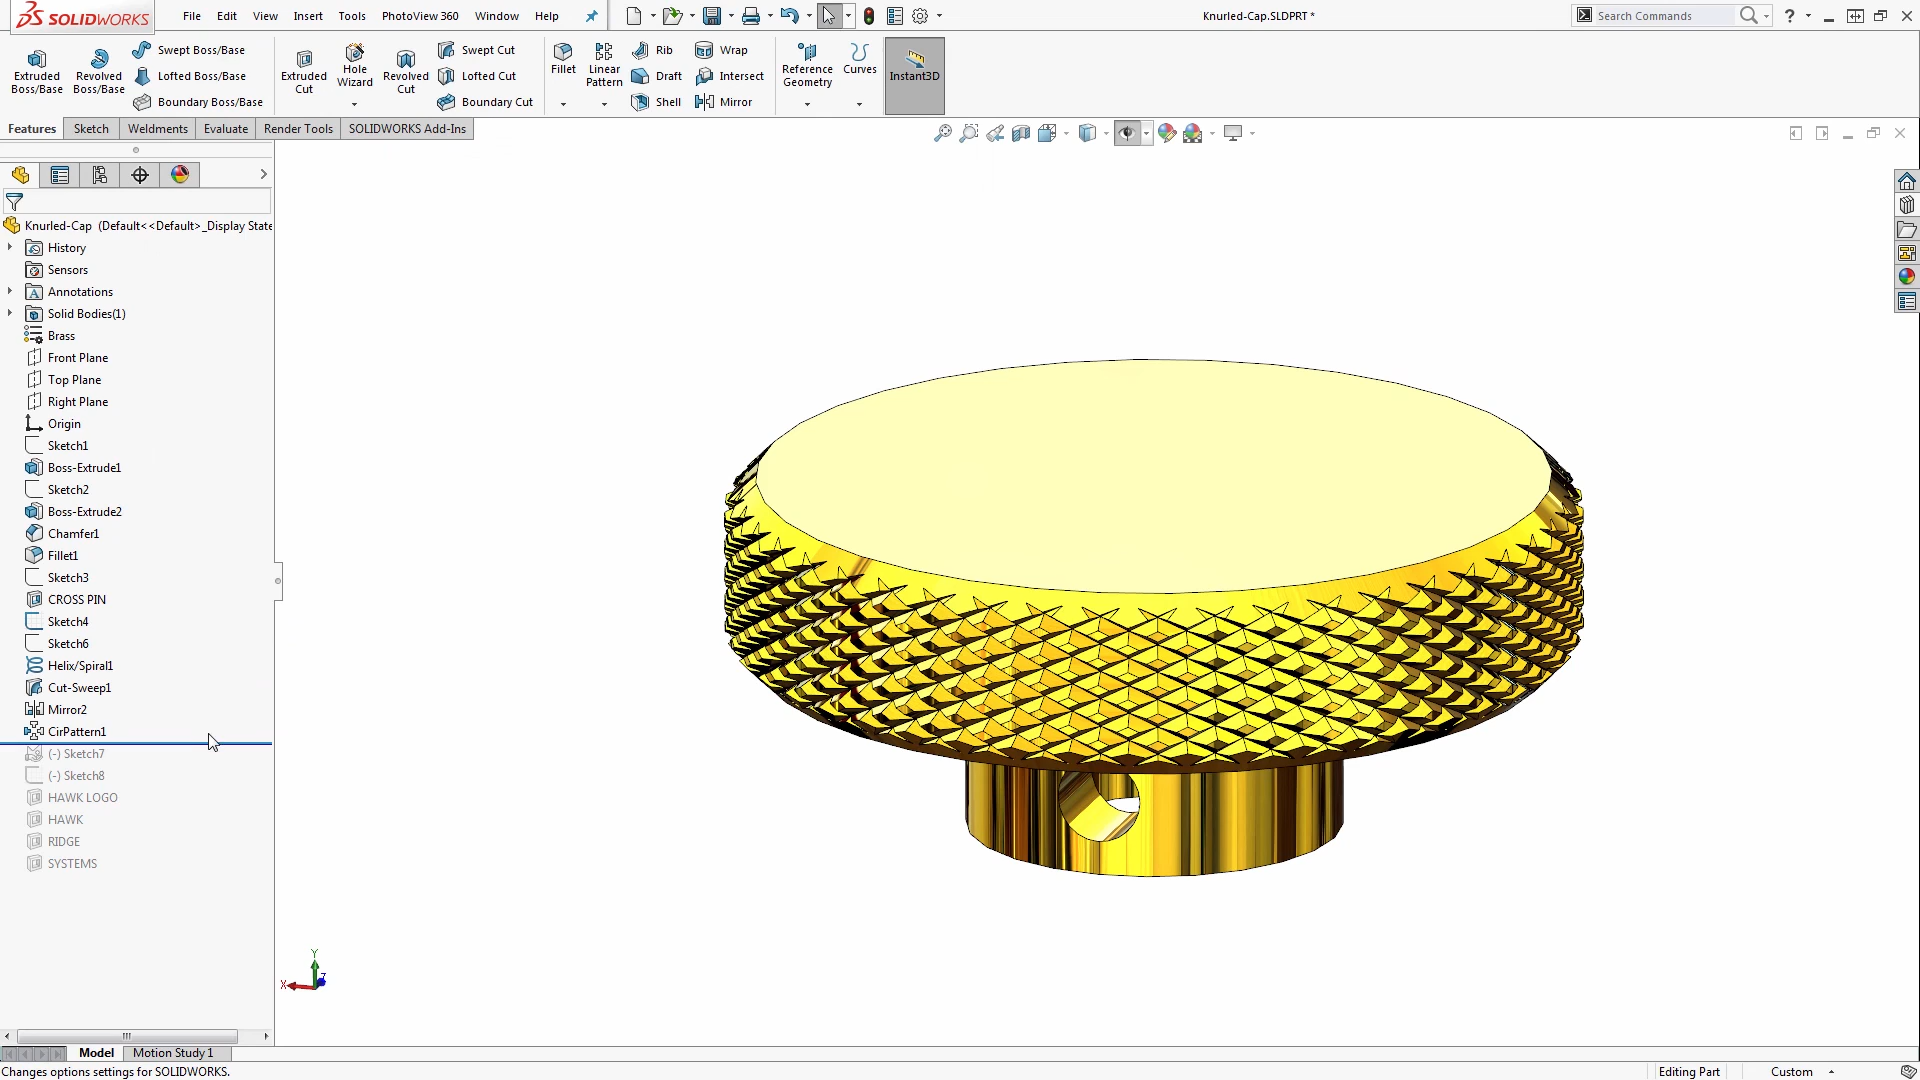 SOLIDWORKS
File Edit View Insert Tools PhotoView 360 Window Help
Knurled-Cap.SLDPRT *
Search Commands
Extruded Boss/Base
Revolved Boss/Base
Swept Boss/Base
Lofted Boss/Base
Boundary Boss/Base
Extruded Cut
Hole Wizard
Revolved Cut
Swept Cut
Lofted Cut
Boundary Cut
Fillet
Linear Pattern
Rib
Draft
Shell
Wrap
Intersect
Mirror
Reference Geometry
Curves
Instant3D
Features Sketch Weldments Evaluate Render Tools SOLIDWORKS Add-Ins
Knurled-Cap (Default<<Default>_Display State
History
Sensors
Annotations
Solid Bodies(1)
Brass
Front Plane
Top Plane
Right Plane
Origin
Sketch1
Boss-Extrude1
Sketch2
Boss-Extrude2
Chamfer1
Fillet1
Sketch3
CROSS PIN
Sketch4
Sketch6
Helix/Spiral1
Cut-Sweep1
Mirror2
CirPattern1
(-) Sketch7
(-) Sketch8
HAWK LOGO
HAWK
RIDGE
SYSTEMS
Y
X
Z
Model Motion Study 1
Changes options settings for SOLIDWORKS.
Editing Part
Custom